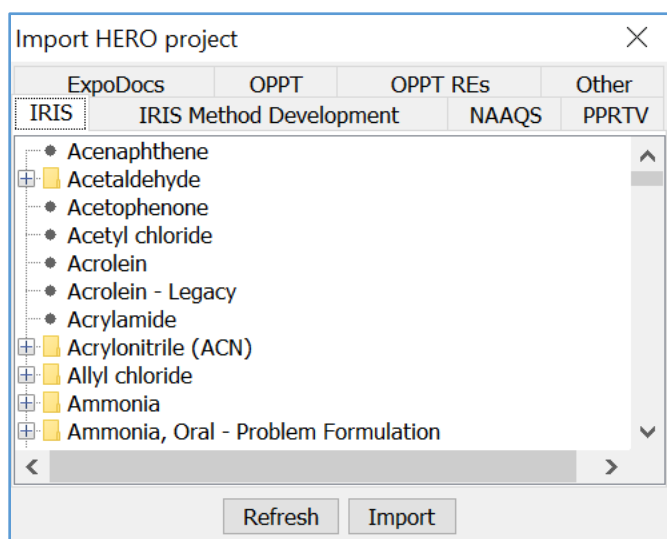 Import HERO project
ExpoDocs OPPT OPPT REs Other
IRIS IRIS Method Development NAAQS PPRTV
Acenaphthene
Acetaldehyde
Acetophenone
Acetyl chloride
Acrolein
Acrolein - Legacy
Acrylamide
Acrylonitrile (ACN)
Allyl chloride
Ammonia
Ammonia, Oral - Problem Formulation
Refresh Import